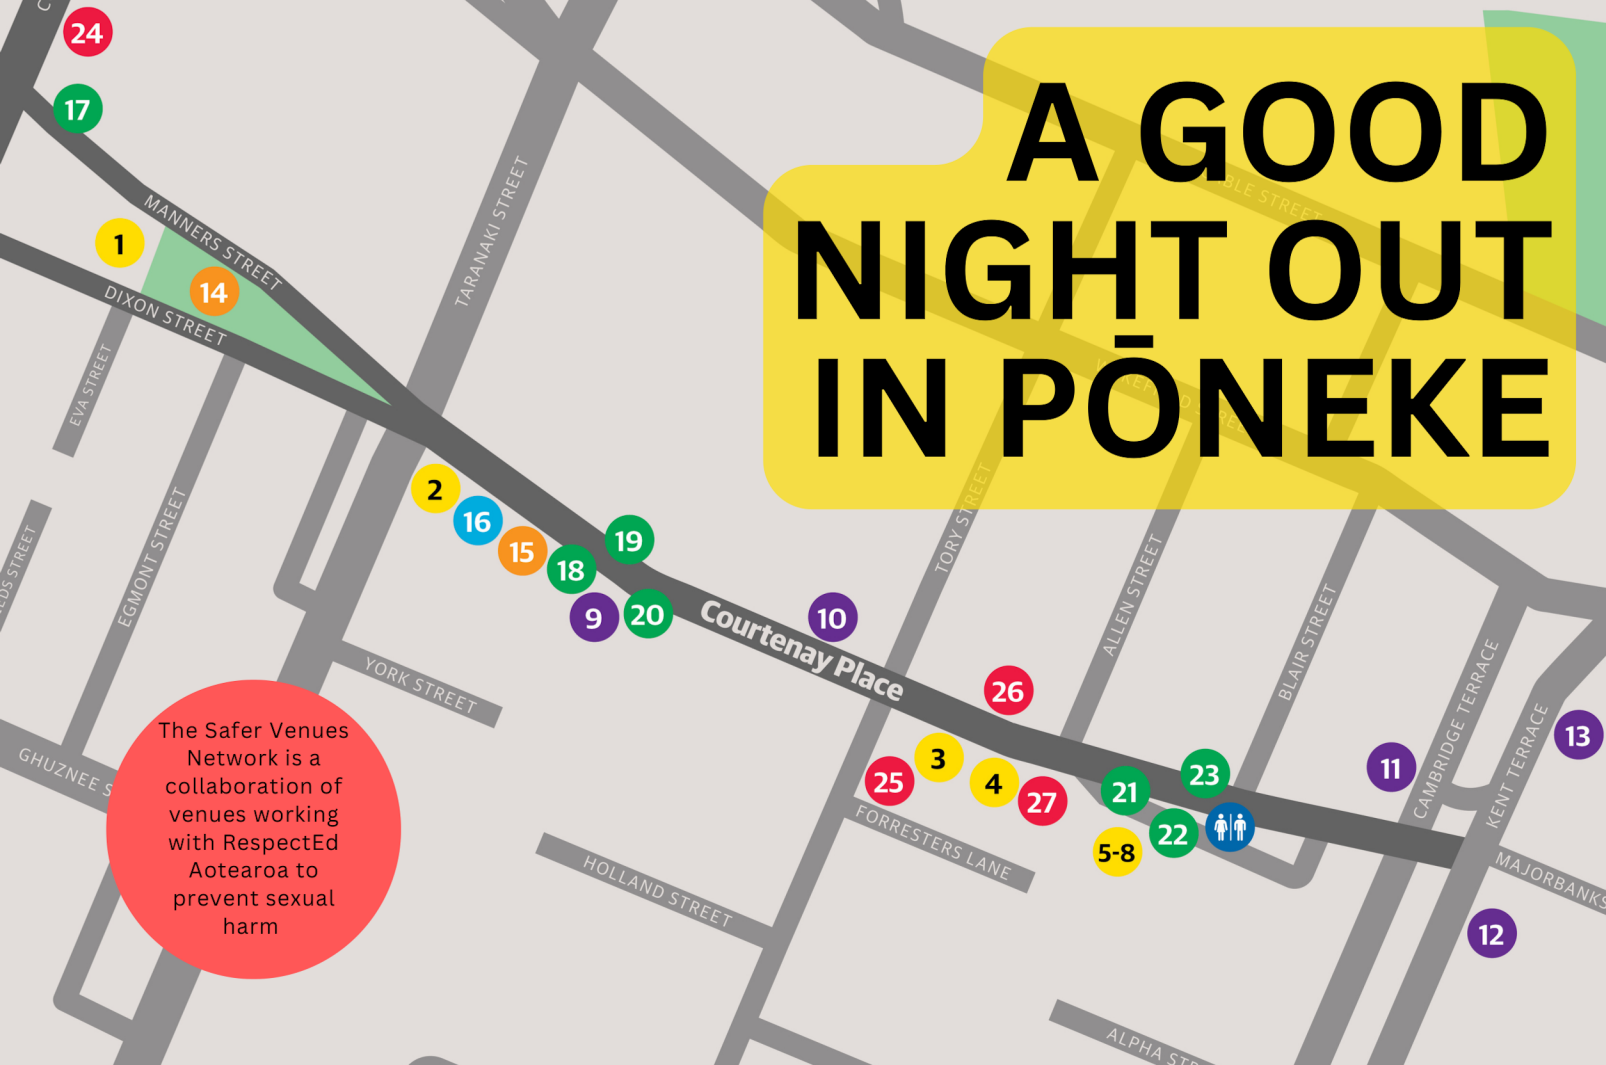 A GOOD
NIGHT OUT
IN PŌNEKE
24
17
MANNERS STREET
1
14
DIXON STREET
TARANAKI STREET
EVA STREET
EGMONT STREET
2
16
15
18
19
9
20
Courtenay Place
10
TORY STREET
ALLEN STREET
BLAIR STREET
CAMBRIDGE TERRACE
KENT TERRACE
YORK STREET
26
3
25
4
27
21
23
22
5-8
11
13
12
FORRESTERS LANE
HOLLAND STREET
MAJORBANKS
GHUZNEE S
The Safer Venues
Network is a
collaboration of
venues working
with RespectEd
Aotearoa to
prevent sexual
harm
ALPHA STR